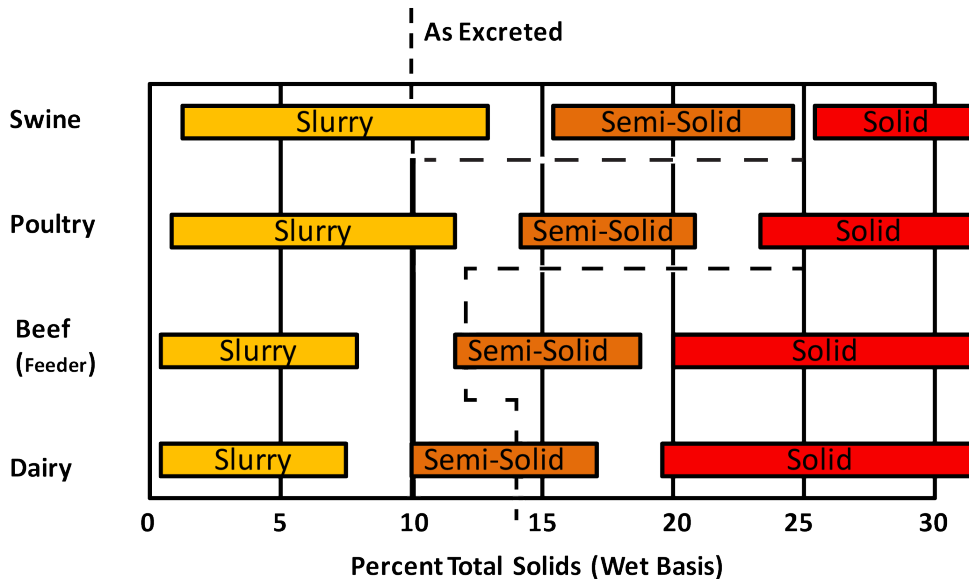 As Excreted
Swine Slurry Semi-Solid Solid
Poultry Slurry Semi-Solid Solid
Beef
(Feeder) Slurry Semi-Solid Solid
Dairy Slurry Semi-Solid Solid
0 5 10 15 20 25 30
Percent Total Solids (Wet Basis)